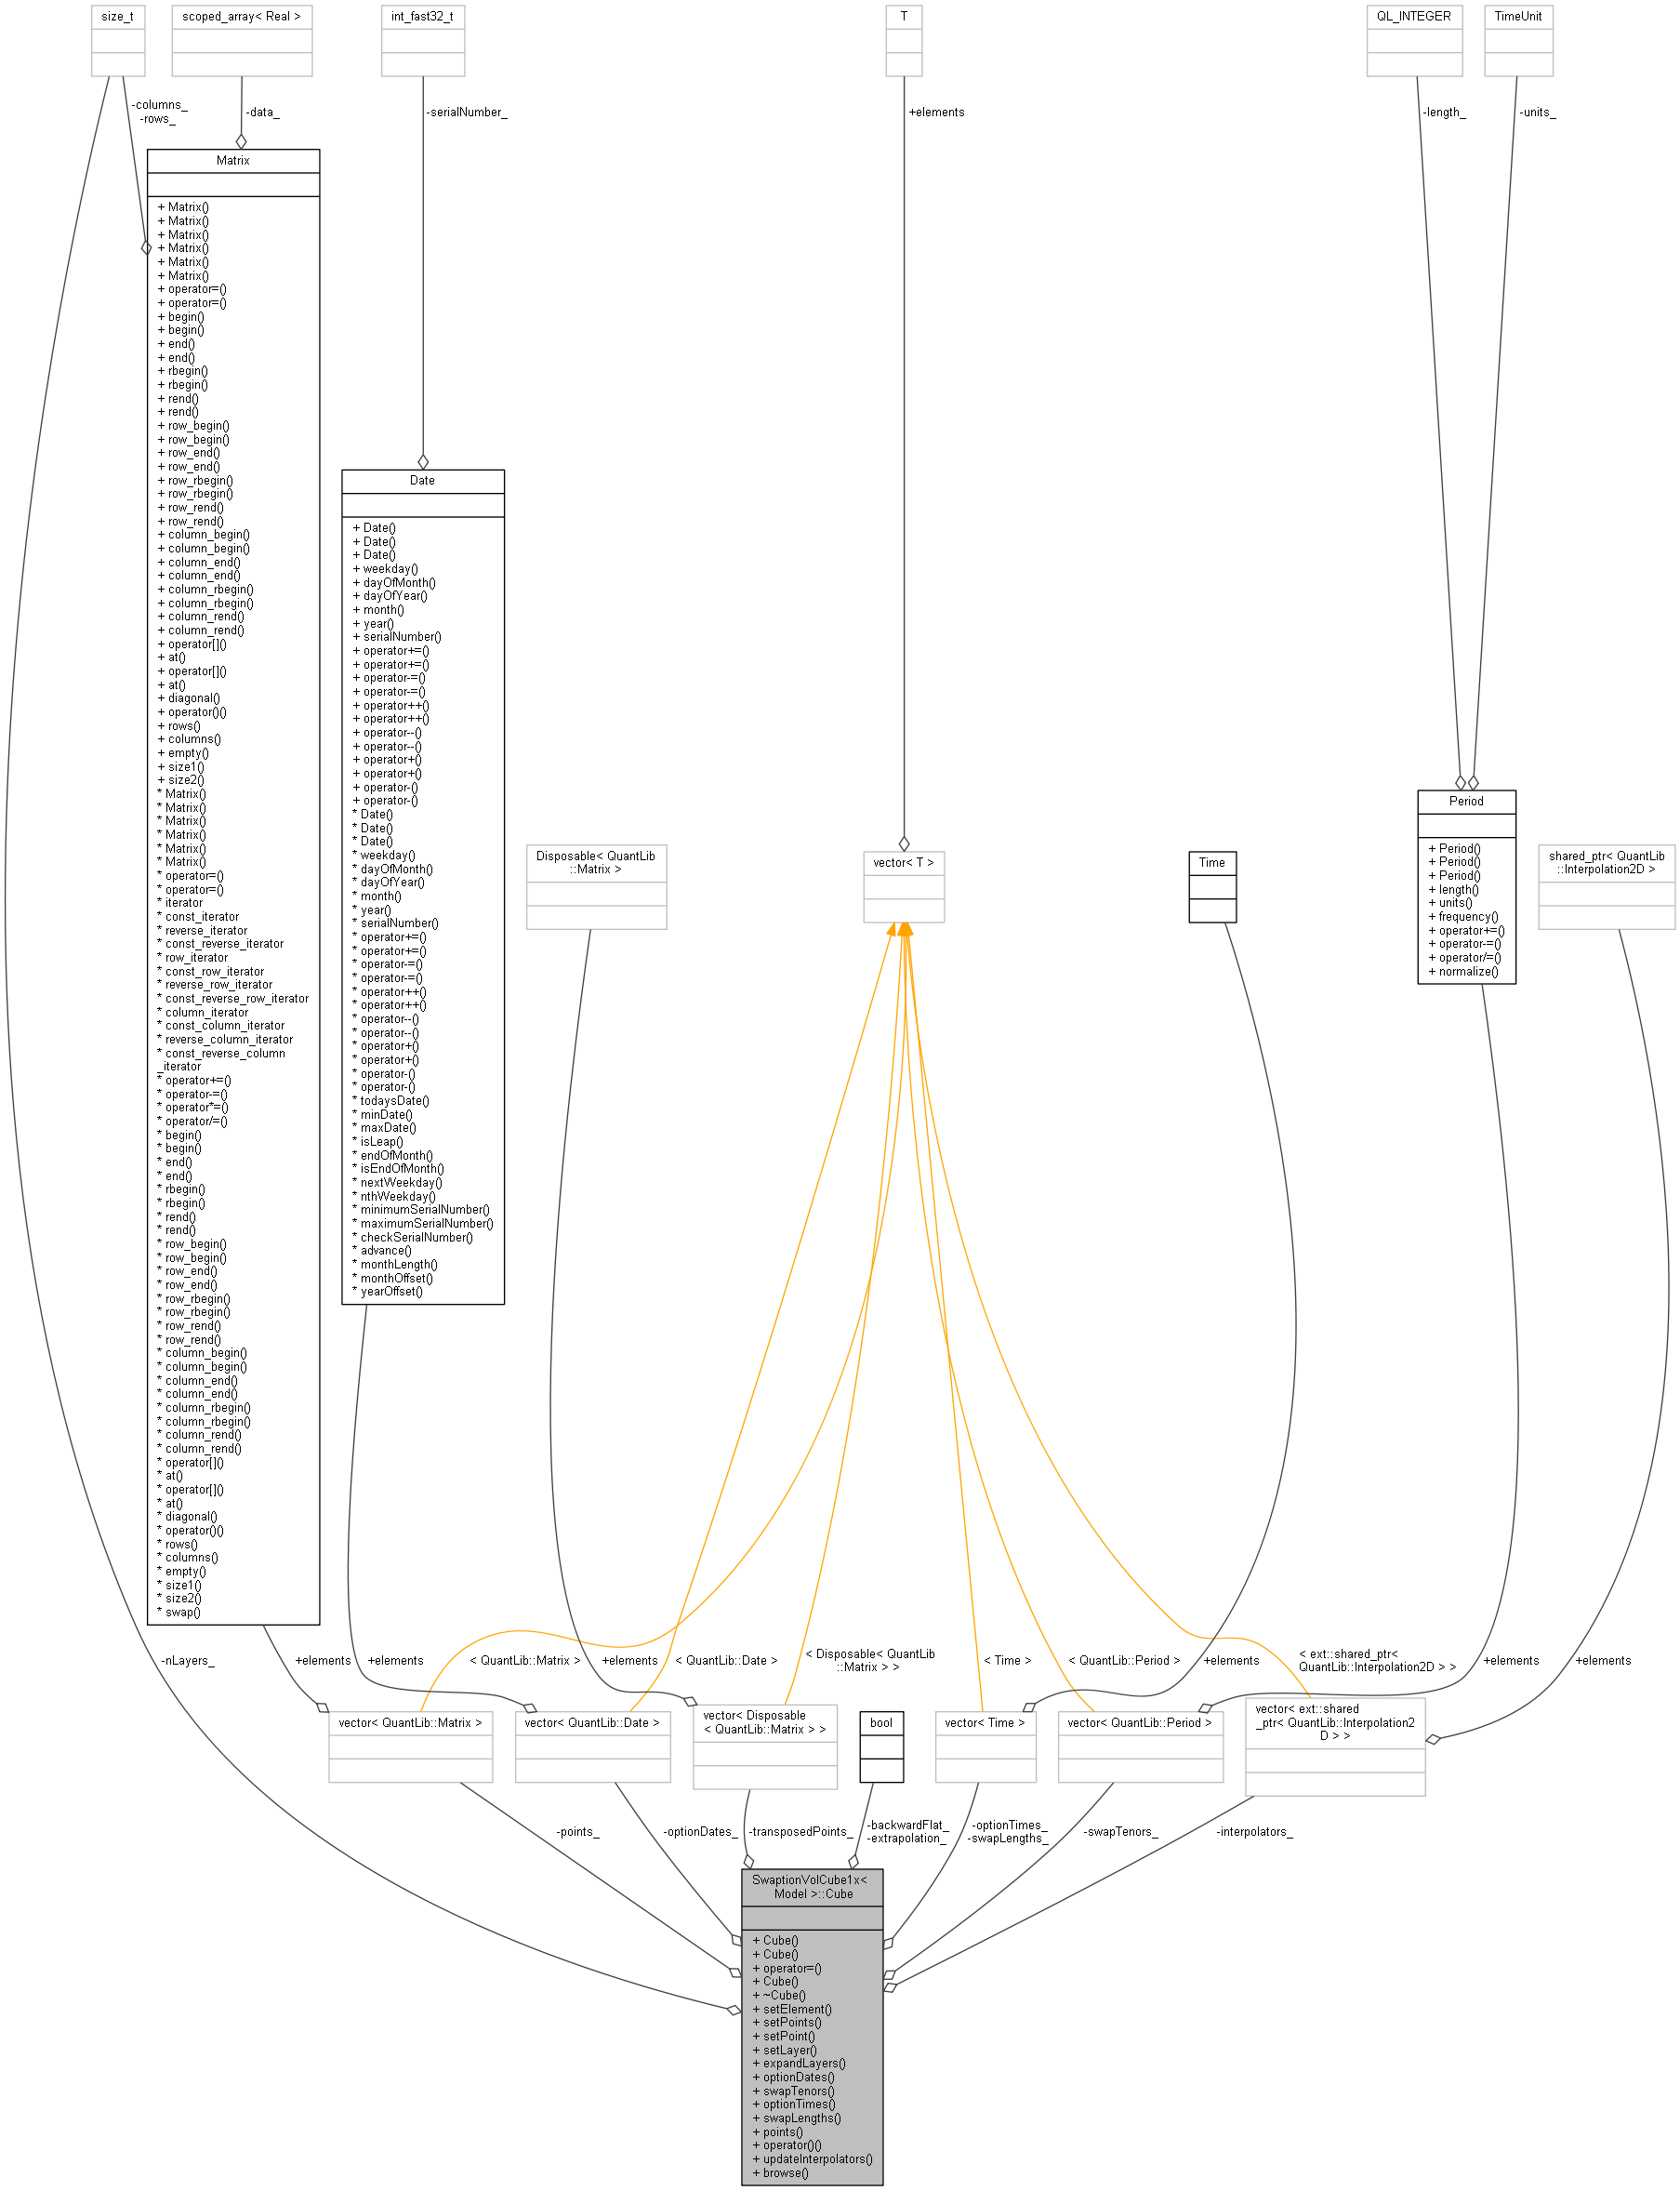 size_t
scoped_array< Real >
int_fast32_t
T
QL_INTEGER
TimeUnit
-columns_
-rows_
-data_
-serialNumber_
+elements
-length_
-units_
Matrix
+ Matrix()
+ Matrix()
+ Matrix()
+ Matrix()
+ Matrix()
+ Matrix()
+ operator=()
+ operator=()
+ begin()
+ begin()
+ end()
+ end()
+ rbegin()
+ rbegin()
+ rend()
+ rend()
+ row_begin()
+ row_begin()
+ row_end()
+ row_end()
+ row_rbegin()
+ row_rbegin()
+ row_rend()
+ row_rend()
+ column_begin()
+ column_begin()
+ column_end()
+ column_end()
+ column_rbegin()
+ column_rbegin()
+ column_rend()
+ column_rend()
+ operator[]()
+ at()
+ operator[]()
+ at()
+ diagonal()
+ operator()()
+ rows()
+ columns()
+ empty()
+ size1()
+ size2()
* Matrix()
* Matrix()
* Matrix()
* Matrix()
* Matrix()
* Matrix()
* operator=()
* operator=()
* iterator
* const_iterator
* reverse_iterator
* const_reverse_iterator
* row_iterator
* const_row_iterator
* reverse_row_iterator
* const_reverse_row_iterator
* column_iterator
* const_column_iterator
* reverse_column_iterator
* const_reverse_column
_iterator
* operator+=()
* operator-=()
* operator*=()
* operator/=()
* begin()
* begin()
* end()
* end()
* rbegin()
* rbegin()
* rend()
* rend()
* row_begin()
* row_begin()
* row_end()
* row_end()
* row_rbegin()
* row_rbegin()
* row_rend()
* row_rend()
* column_begin()
* column_begin()
* column_end()
* column_end()
* column_rbegin()
* column_rbegin()
* column_rend()
* column_rend()
* operator[]()
* at()
* operator[]()
* at()
* diagonal()
* operator()()
* rows()
* columns()
* empty()
* size1()
* size2()
* swap()
Date
+ Date()
+ Date()
+ Date()
+ weekday()
+ dayOfMonth()
+ dayOfYear()
+ month()
+ year()
+ serialNumber()
+ operator+=()
+ operator+=()
+ operator-=()
+ operator-=()
+ operator++()
+ operator++()
+ operator--()
+ operator--()
+ operator+()
+ operator+()
+ operator-()
+ operator-()
* Date()
* Date()
* Date()
* weekday()
* dayOfMonth()
* dayOfYear()
* month()
* year()
* serialNumber()
* operator+=()
* operator+=()
* operator-=()
* operator-=()
* operator++()
* operator++()
* operator--()
* operator--()
* operator+()
* operator+()
* operator-()
* operator-()
* todaysDate()
* minDate()
* maxDate()
* isLeap()
* endOfMonth()
* isEndOfMonth()
* nextWeekday()
* nthWeekday()
* minimumSerialNumber()
* maximumSerialNumber()
* checkSerialNumber()
* advance()
* monthLength()
* monthOffset()
* yearOffset()
Disposable< QuantLib
::Matrix >
vector< T >
Time
Period
+ Period()
+ Period()
+ Period()
+ length()
+ units()
+ frequency()
+ operator+=()
+ operator-=()
+ operator/=()
+ normalize()
shared_ptr< QuantLib
::Interpolation2D >
-nLayers_
+elements
+elements
< QuantLib::Matrix >
+elements
< QuantLib::Date >
< Disposable< QuantLib
::Matrix > >
< Time >
< QuantLib::Period >
+elements
< ext::shared_ptr<
QuantLib::Interpolation2D > >
+elements
+elements
vector< QuantLib::Matrix >
vector< QuantLib::Date >
vector< Disposable
< QuantLib::Matrix > >
bool
vector< Time >
vector< QuantLib::Period >
vector< ext::shared
_ptr< QuantLib::Interpolation2
D > >
-points_
-optionDates_
-transposedPoints_
-backwardFlat_
-extrapolation_
-optionTimes_
-swapLengths_
-swapTenors_
-interpolators_
SwaptionVolCube1x<
Model >::Cube
+ Cube()
+ Cube()
+ operator=()
+ Cube()
+ ~Cube()
+ setElement()
+ setPoints()
+ setPoint()
+ setLayer()
+ expandLayers()
+ optionDates()
+ swapTenors()
+ optionTimes()
+ swapLengths()
+ points()
+ operator()()
+ updateInterpolators()
+ browse()